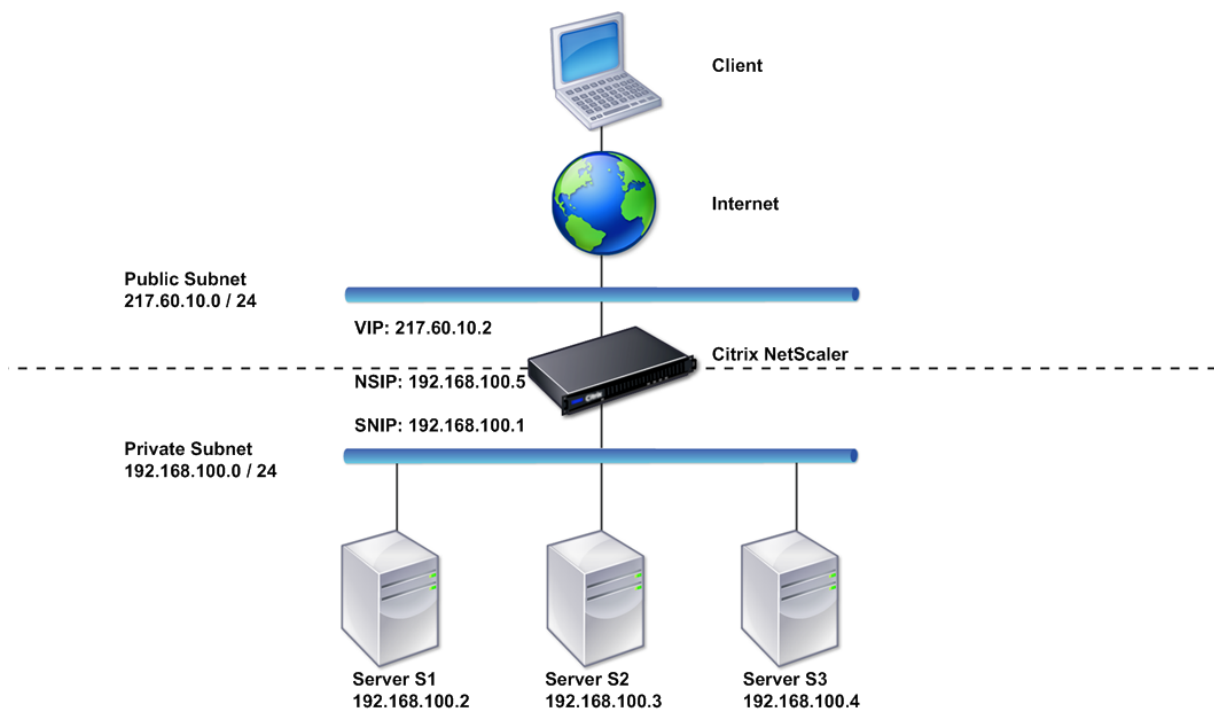 Client
Internet
Public Subnet
217.60.10.0 / 24
VIP: 217.60.10.2
Citrix NetScaler
NSIP: 192.168.100.5
SNIP: 192.168.100.1
Private Subnet
192.168.100.0 / 24
Server S1
192.168.100.2
Server S2
192.168.100.3
Server S3
192.168.100.4